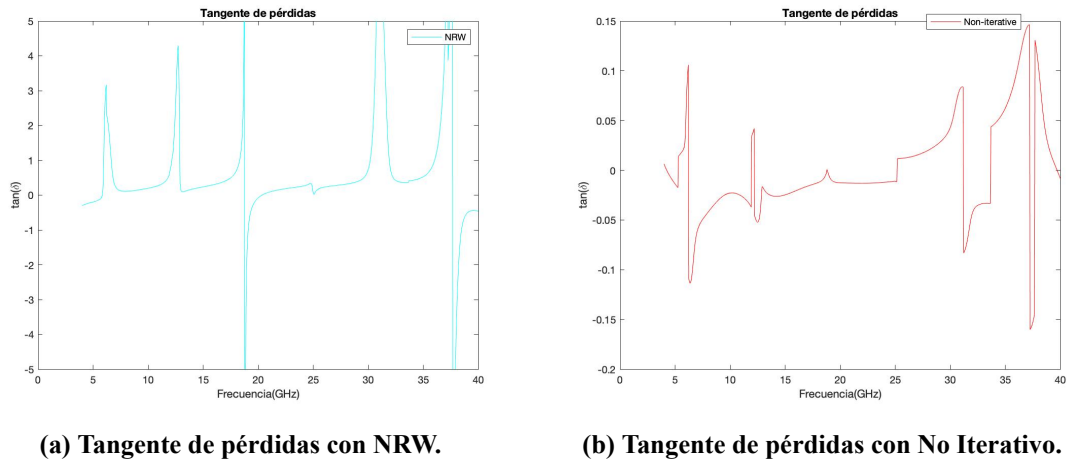 Tangente de pérdidas
NRW
5
4
3
2
1
0
-1
-2
-3
-4
-5
tan(δ)
0 5 10 15 20 25 30 35 40
Frecuencia(GHz)
(a) Tangente de pérdidas con NRW.
Tangente de pérdidas
Non-iterative
0.15
0.1
0.05
0
-0.05
-0.1
-0.15
-0.2
tan(δ)
0 5 10 15 20 25 30 35 40
Frecuencia(GHz)
(b) Tangente de pérdidas con No Iterativo.